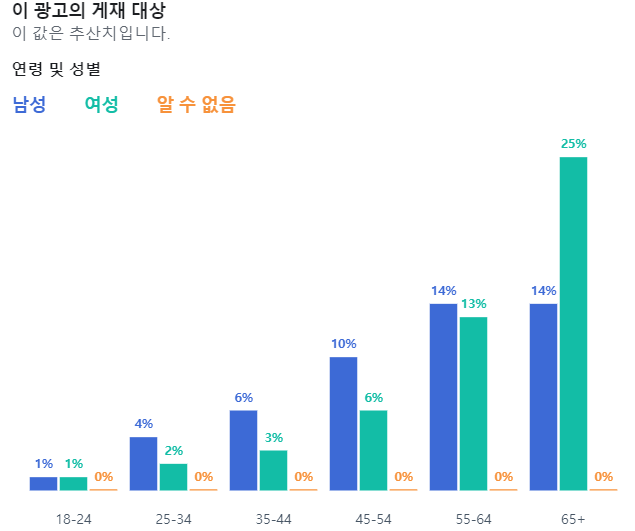 이 광고의 게재 대상
이 값은 추산치입니다.
연령 및 성별
남성 여성 알 수 없음
25%
14% 13% 14%
10%
6% 6%
4% 3%
1% 1% 0% 2% 0% 0% 0% 0% 0%
18-24 25-34 35-44 45-54 55-64 65+